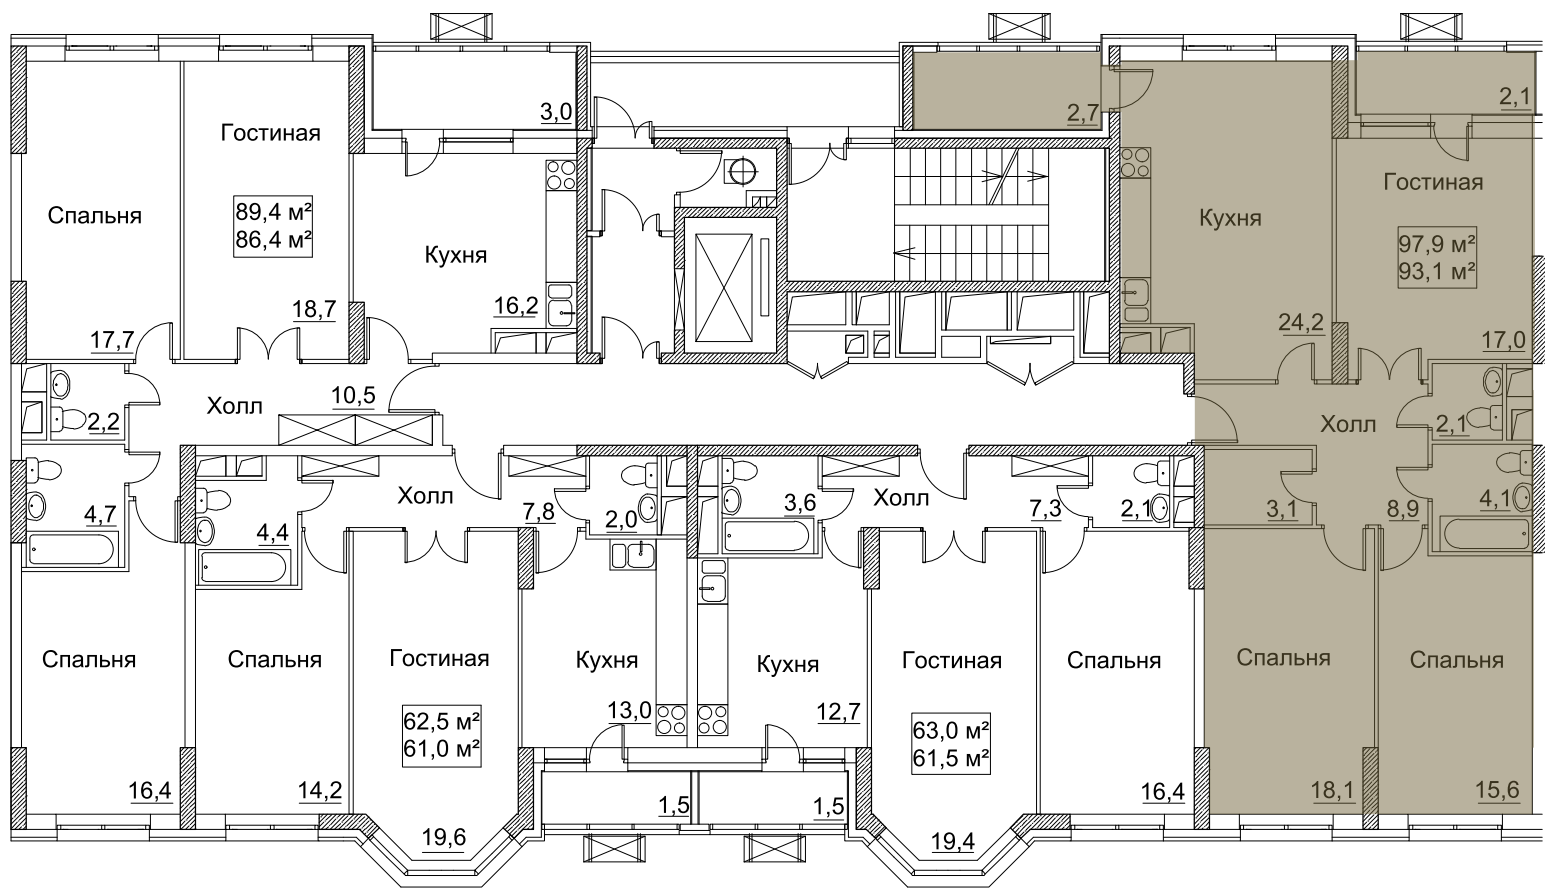 3,0
2,7
2,1
Гостиная
Гостиная
Спальня
89,4 м²
86,4 м²
Кухня
Кухня
97,9 м²
93,1 м²
18,7
16,2
24,2
17,7
17,0
Холл
10,5
2,2
Холл
2,1
4,7
4,4
Холл
7,8
2,0
3,6
Холл
7,3
2,1
3,1
8,9
4,1
Спальня
Спальня
Гостиная
Кухня
Кухня
Гостиная
Спальня
Спальня
Спальня
62,5 м²
61,0 м²
13,0
12,7
63,0 м²
61,5 м²
16,4
14,2
1,5
1,5
16,4
18,1
15,6
19,6
19,4